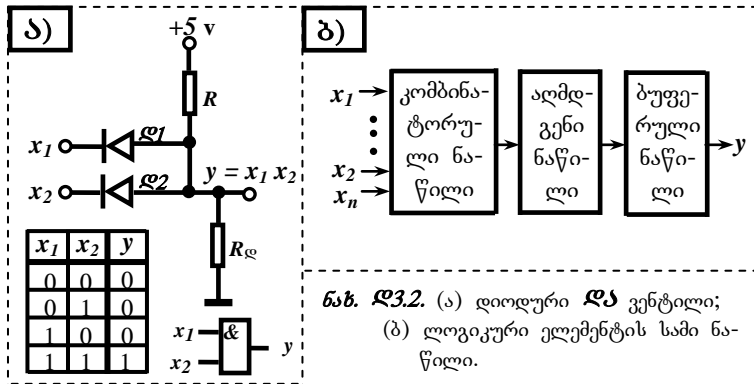 ა)
+5 v
R
x1
დ1
x2
დ2
y = x1 x2
Rდ
x1 x2 y
0 0 0
0 1 0
1 0 0
1 1 1
x1
&
x2
y
ბ)
x1
x2
xn
კომბინა-
ტორუ-
ლი ნა-
წილი
აღმდ-
გენი
ნაწი-
ლი
ბუფე-
რული
ნაწი-
ლი
y
ნახ. დ3.2. (ა) დიოდური და ვენტილი;
(ბ) ლოგიკური ელემენტის სამი ნა-
წილი.